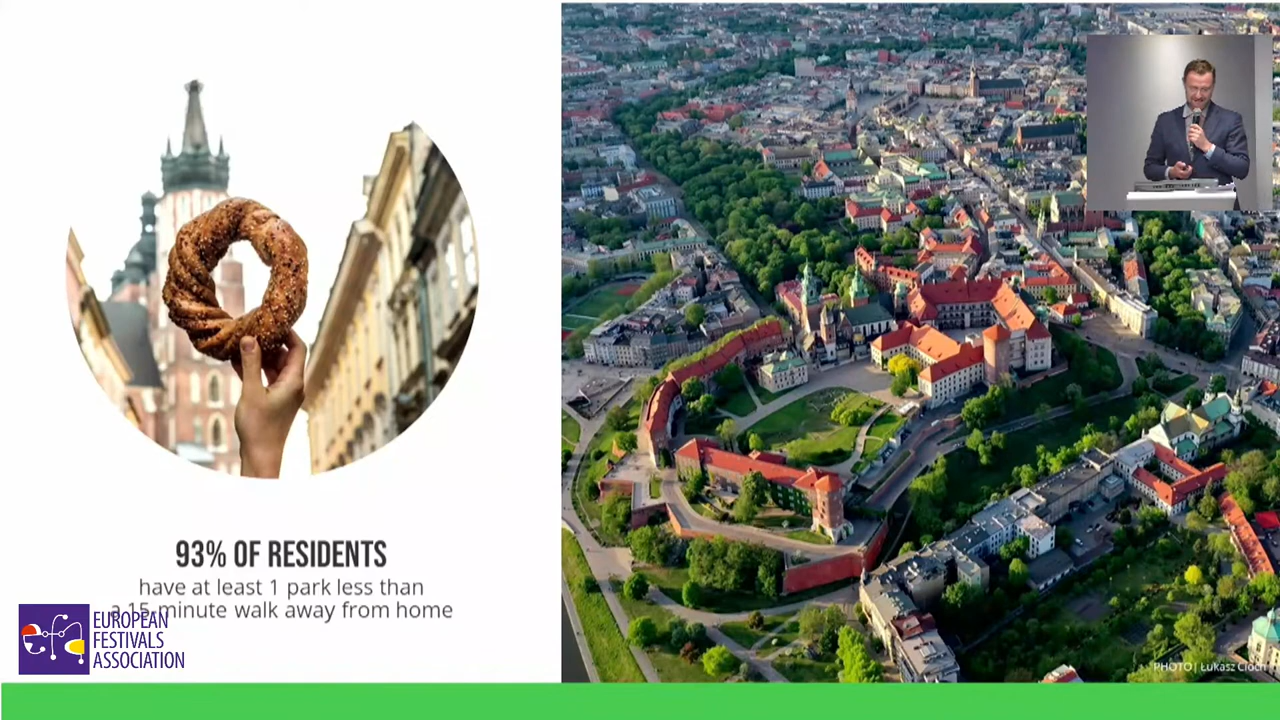 93% OF RESIDENTS
have at least 1 park less than
a 15-minute walk away from home
EUROPEAN
FESTIVALS
ASSOCIATION
PHOTO | Łukasz Cioch